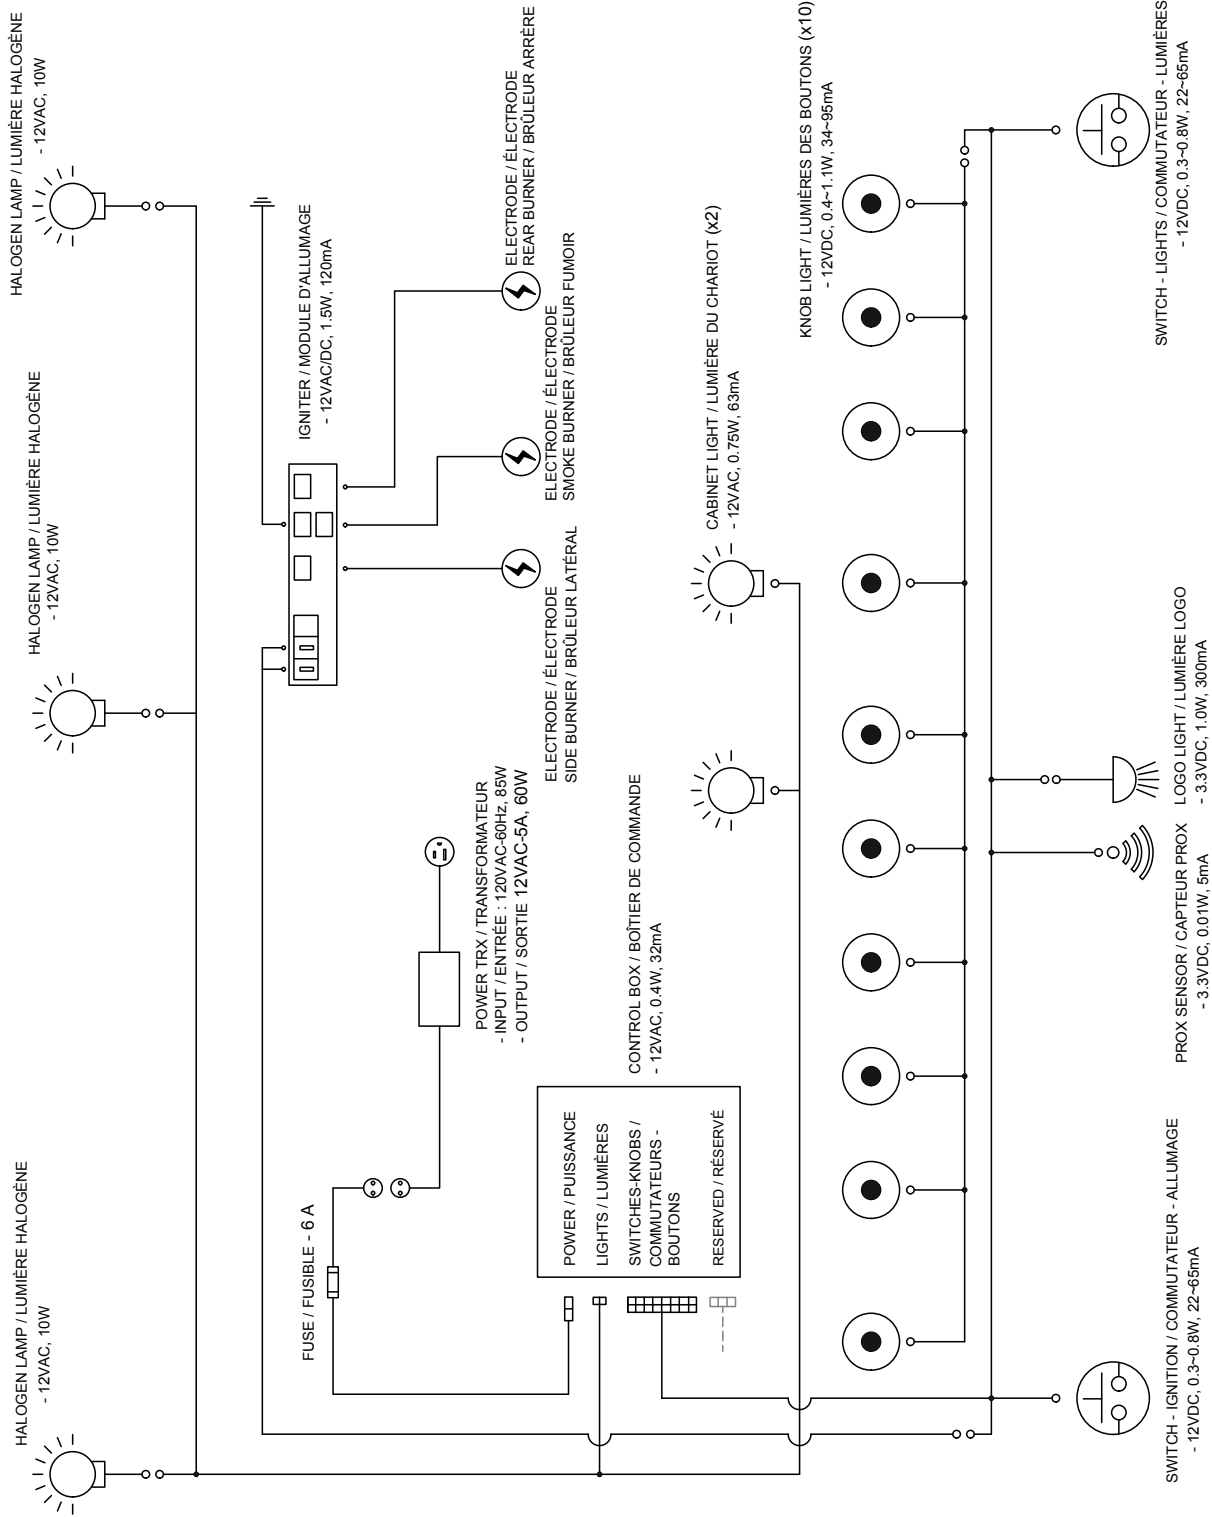 HALOGEN LAMP / LUMIÈRE HALOGÈNE
- 12VAC, 10W
HALOGEN LAMP / LUMIÈRE HALOGÈNE
- 12VAC, 10W
HALOGEN LAMP / LUMIÈRE HALOGÈNE
- 12VAC, 10W
FUSE / FUSIBLE - 6 A
IGNITER / MODULE D'ALLUMAGE
- 12VAC/DC, 1.5W, 120mA
POWER TRX / TRANSFORMATEUR
- INPUT / ENTRÉE : 120VAC-60Hz, 85W
- OUTPUT / SORTIE 12VAC-5A, 60W
ELECTRODE / ÉLECTRODE
SIDE BURNER / BRÛLEUR LATÉRAL
ELECTRODE / ÉLECTRODE
SMOKE BURNER / BRÛLEUR FUMOIR
ELECTRODE / ÉLECTRODE
REAR BURNER / BRÛLEUR ARRÈRE
CONTROL BOX / BOÎTIER DE COMMANDE
- 12VAC, 0.4W, 32mA
POWER / PUISSANCE
LIGHTS / LUMIÈRES
SWITCHES-KNOBS /
COMMUTATEURS -
BOUTONS
RESERVED / RÉSERVÉ
CABINET LIGHT / LUMIÈRE DU CHARIOT (x2)
- 12VAC, 0.75W, 63mA
KNOB LIGHT / LUMIÈRES DES BOUTONS (x10)
- 12VDC, 0.4~1.1W, 34~95mA
SWITCH - IGNITION / COMMUTATEUR - ALLUMAGE
- 12VDC, 0.3~0.8W, 22~65mA
PROX SENSOR / CAPTEUR PROX
- 3.3VDC, 0.01W, 5mA
LOGO LIGHT / LUMIÈRE LOGO
- 3.3VDC, 1.0W, 300mA
SWITCH - LIGHTS / COMMUTATEUR - LUMIÈRES
- 12VDC, 0.3~0.8W, 22~65mA